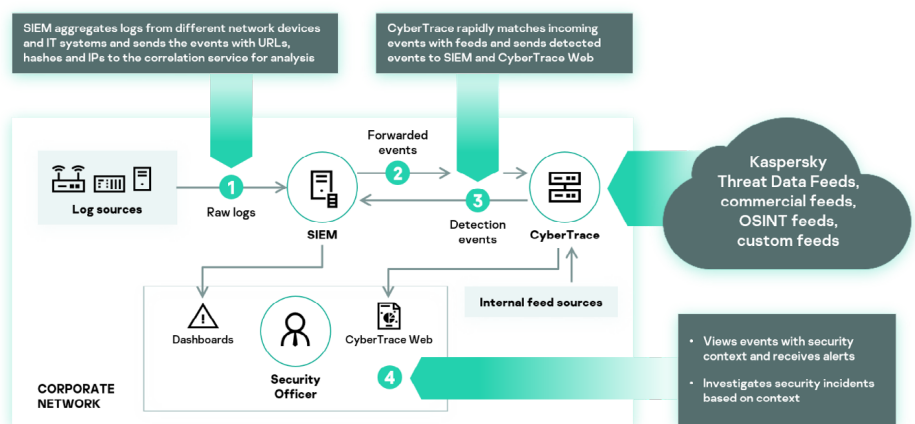 SIEM aggregates logs from different network devices
and IT systems and sends the events with URLs,
hashes and IPs to the correlation service for analysis
CyberTrace rapidly matches incoming
events with feeds and sends detected
events to SIEM and CyberTrace Web
Forwarded
events
2
1
Log sources
Raw logs
SIEM
3
Detection
events
CyberTrace
Kaspersky
Threat Data Feeds,
commercial feeds,
OSINT feeds,
custom feeds
Internal feed sources
Dashboards
Security
Officer
CyberTrace Web
4
CORPORATE
NETWORK
• Views events with security
context and receives alerts
• Investigates security incidents
based on context